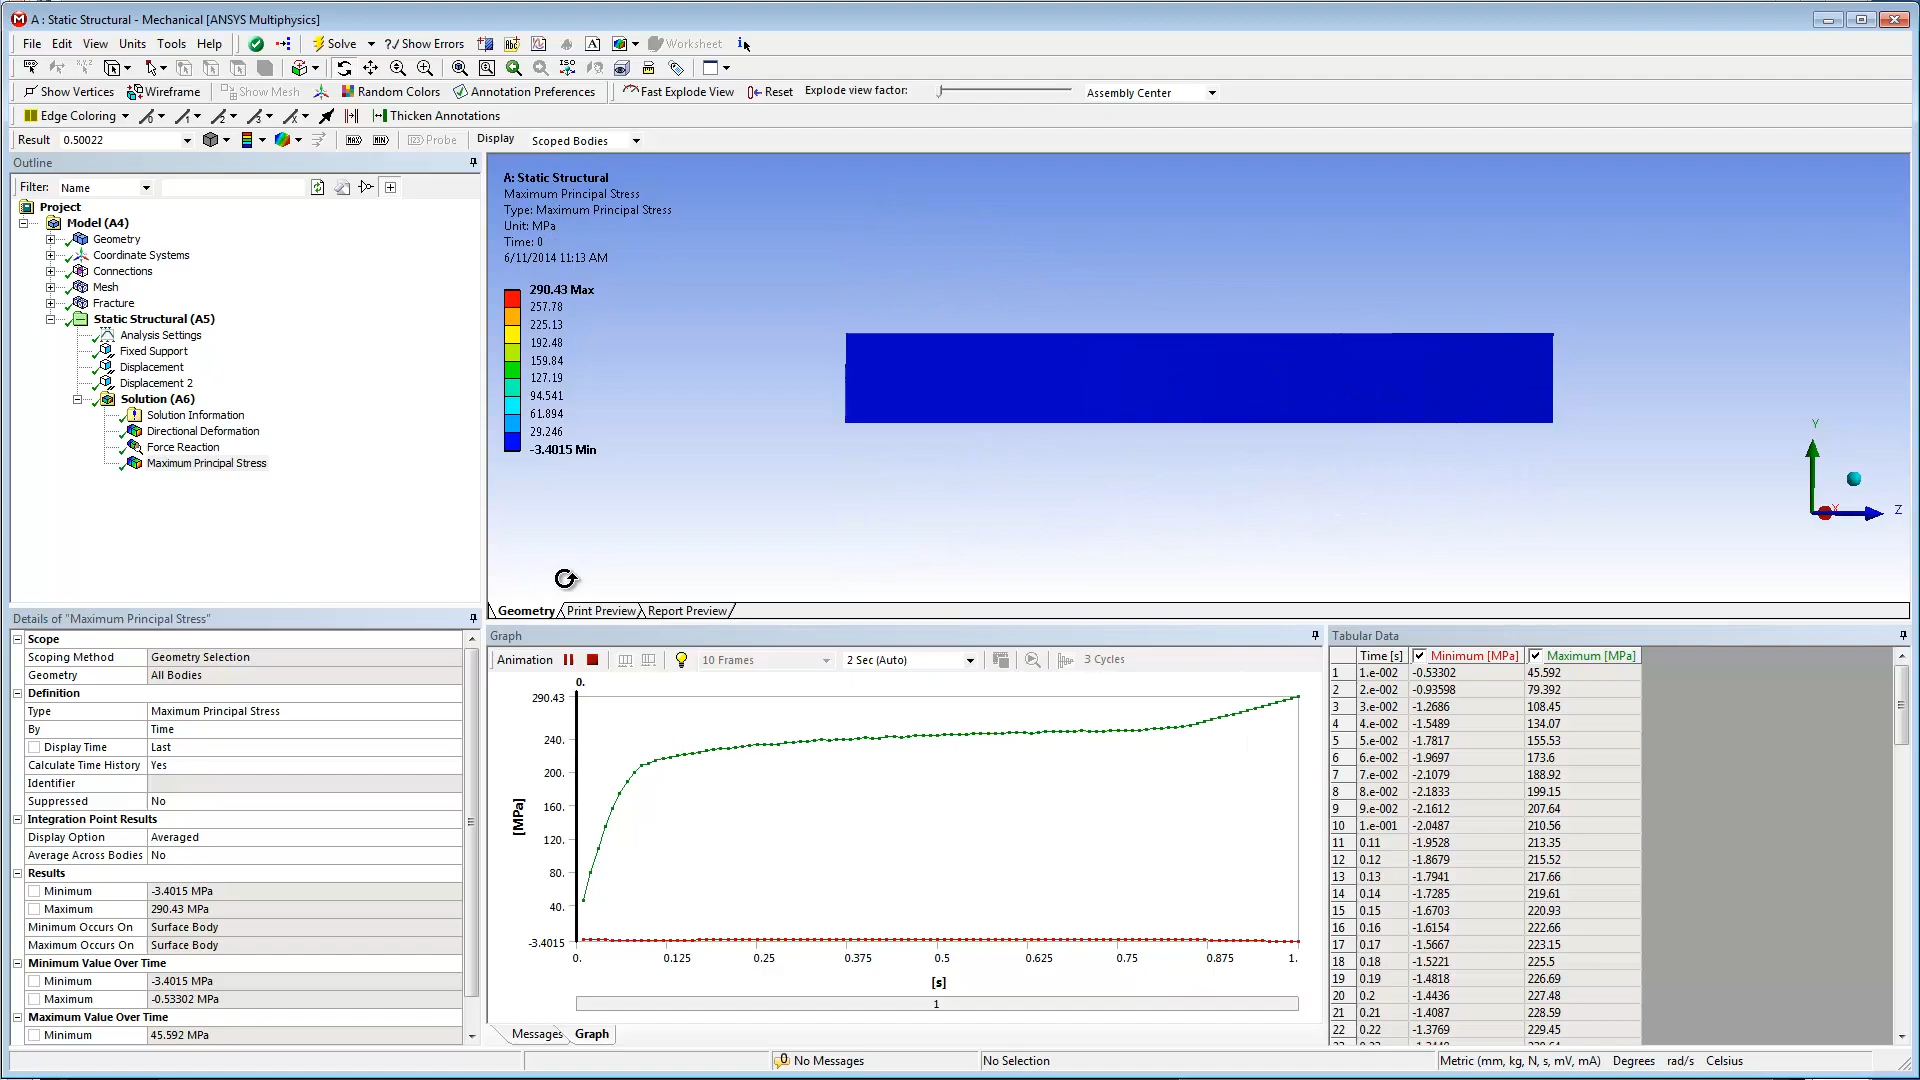 A : Static Structural - Mechanical [ANSYS Multiphysics]
File Edit View Units Tools Help Solve ?/ Show Errors Worksheet
Show Vertices Wireframe Show Mesh Random Colors Annotation Preferences Fast Explode View Reset Explode view factor: Assembly Center
Edge Coloring Thicken Annotations
Result 0.50022 MAX MIN Probe Display Scoped Bodies
Outline
Filter: Name
Project
Model (A4)
Geometry
Coordinate Systems
Connections
Mesh
Fracture
Static Structural (A5)
Analysis Settings
Fixed Support
Displacement
Displacement 2
Solution (A6)
Solution Information
Directional Deformation
Force Reaction
Maximum Principal Stress
A: Static Structural
Maximum Principal Stress
Type: Maximum Principal Stress
Unit: MPa
Time: 0
6/11/2014 11:13 AM
290.43 Max
257.78
225.13
192.48
159.84
127.19
94.541
61.894
29.246
-3.4015 Min
Y
X
Z
Geometry Print Preview Report Preview
Details of "Maximum Principal Stress"
Scope
Scoping Method Geometry Selection
Geometry All Bodies
Definition
Type Maximum Principal Stress
By Time
Display Time Last
Calculate Time History Yes
Identifier
Suppressed No
Integration Point Results
Display Option Averaged
Average Across Bodies No
Results
Minimum -3.4015 MPa
Maximum 290.43 MPa
Minimum Occurs On Surface Body
Maximum Occurs On Surface Body
Minimum Value Over Time
Minimum -3.4015 MPa
Maximum -0.53302 MPa
Maximum Value Over Time
Minimum 45.592 MPa
Graph
Animation 10 Frames 2 Sec (Auto) 3 Cycles
0.
290.43
240.
200.
160.
120.
80.
40.
-3.4015
[MPa]
0. 0.125 0.25 0.375 0.5 0.625 0.75 0.875 1.
[s]
1
Messages Graph
Tabular Data
Time [s] Minimum [MPa] Maximum [MPa]
1 1.e-002 -0.53302 45.592
2 2.e-002 -0.93598 79.392
3 3.e-002 -1.2686 108.45
4 4.e-002 -1.5489 134.07
5 5.e-002 -1.7817 155.53
6 6.e-002 -1.9697 173.6
7 7.e-002 -2.1079 188.92
8 8.e-002 -2.1833 199.15
9 9.e-002 -2.1612 207.64
10 1.e-001 -2.0487 210.56
11 0.11 -1.9528 213.35
12 0.12 -1.8679 215.52
13 0.13 -1.7941 217.66
14 0.14 -1.7285 219.61
15 0.15 -1.6703 220.93
16 0.16 -1.6154 222.66
17 0.17 -1.5667 223.15
18 0.18 -1.5221 225.5
19 0.19 -1.4818 226.69
20 0.2 -1.4436 227.48
21 0.21 -1.4087 228.59
22 0.22 -1.3769 229.45
No Messages No Selection Metric (mm, kg, N, s, mV, mA) Degrees rad/s Celsius